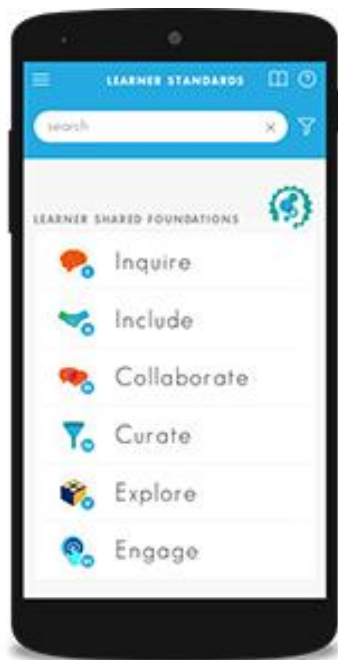 LEARNER STANDARDS
search
LEARNER SHARED FOUNDATIONS
Inquire
Include
Collaborate
Curate
Explore
Engage